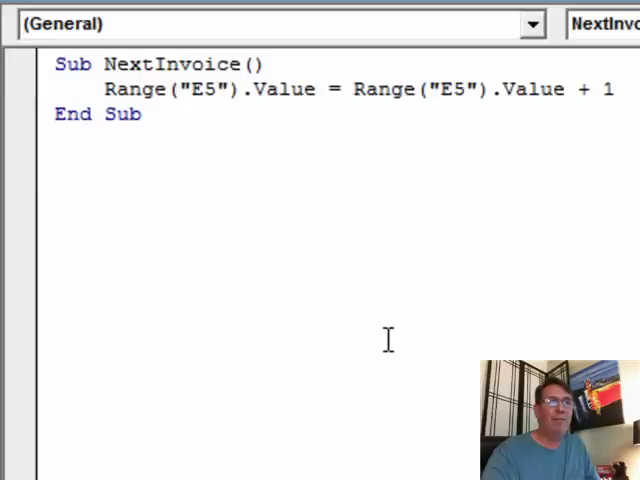 (General)
NextInvo
Sub NextInvoice()
Range("E5").Value = Range("E5").Value + 1
End Sub